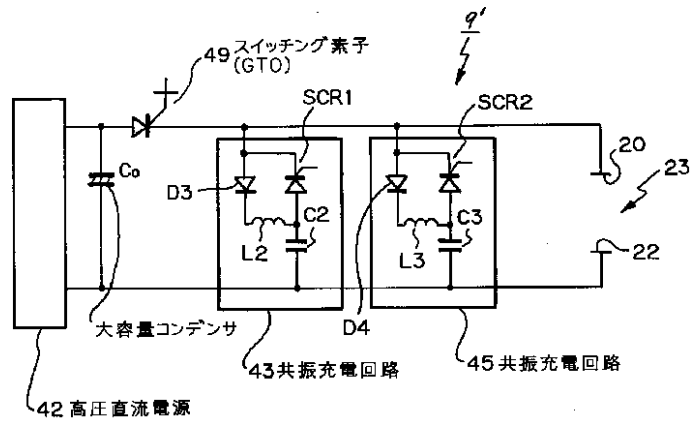 9'
49 スイッチング素子
(GTO)
SCR1
SCR2
20
23
Co
D3
C2
L2
C3
L3
22
大容量コンデンサ
D4
43 共振充電回路
45 共振充電回路
42 高圧直流電源